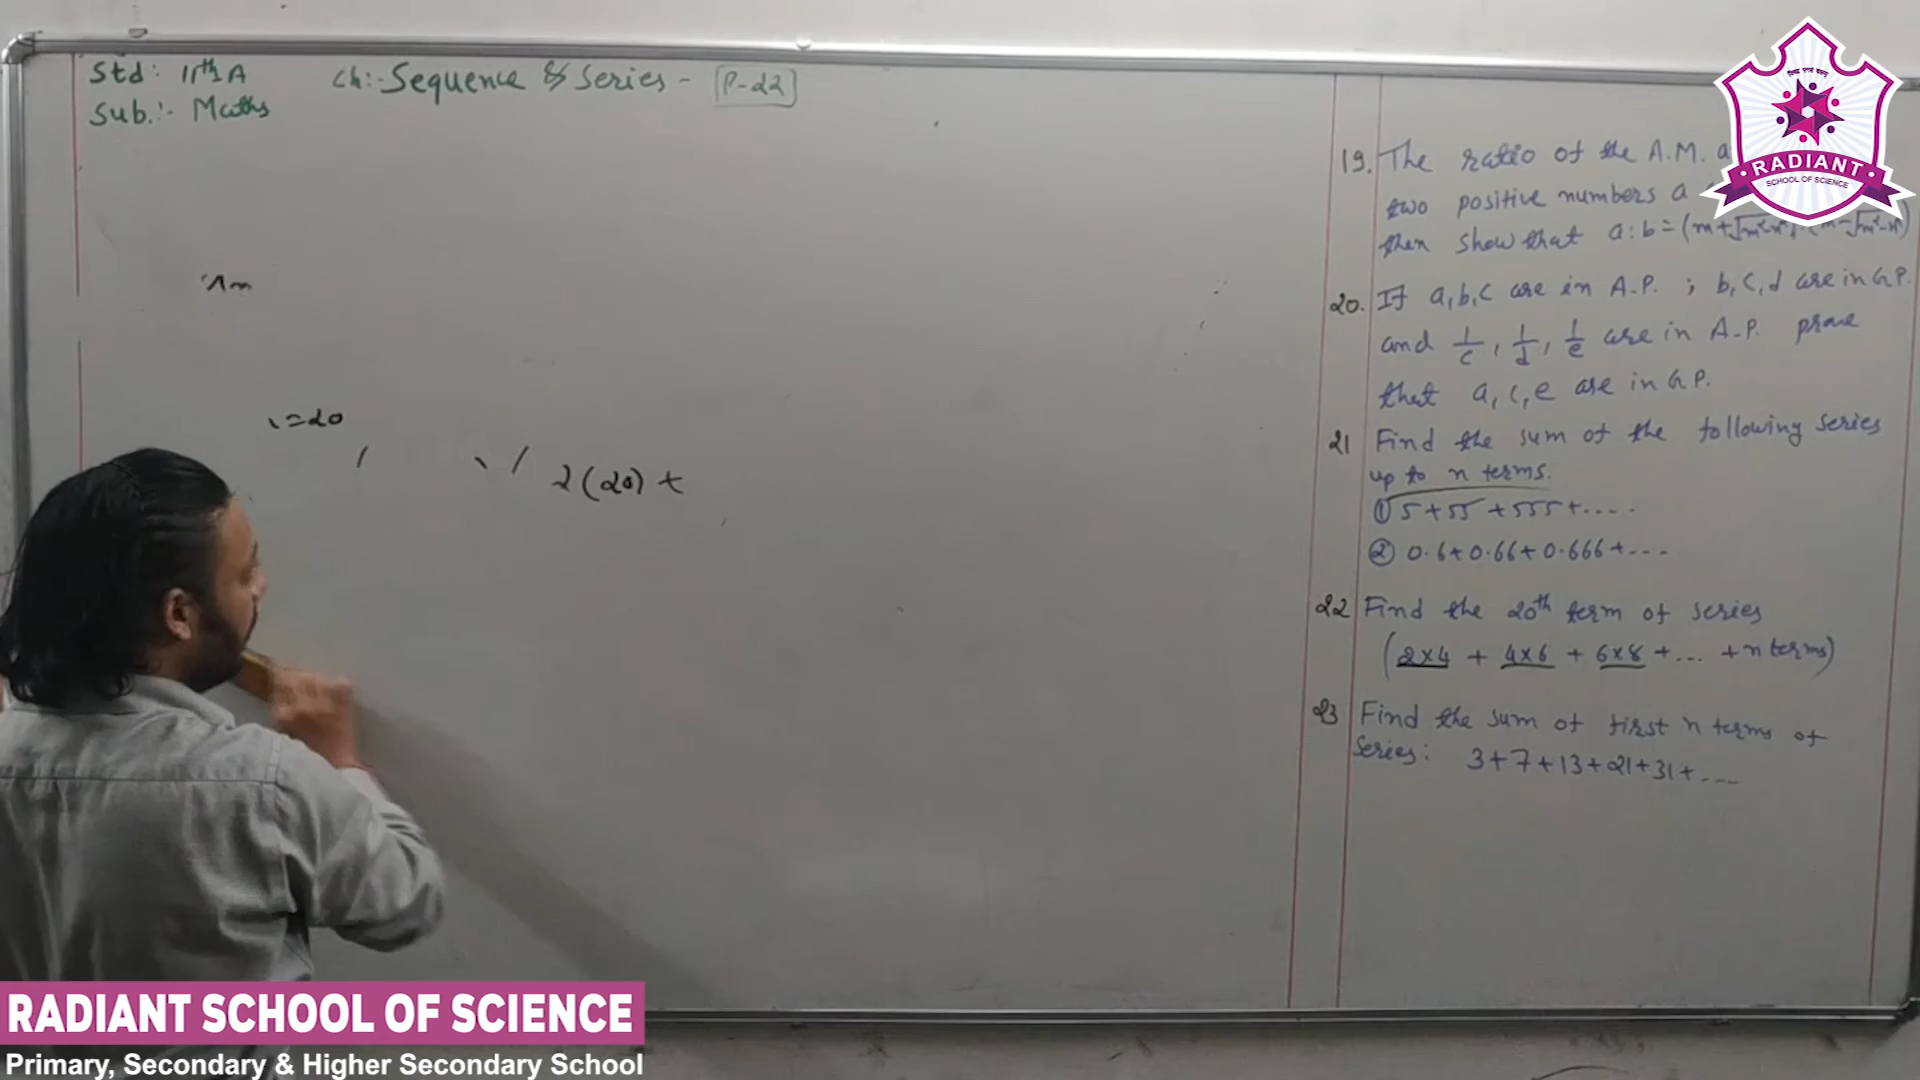 Std: 11th A
Sub.:- Maths
Ch:- Sequence & Series - P-22
=20
2(20) +
19. The ratio of the A.M. a
two positive numbers a
then show that a:b = (m+√m²-n²)
20. If a, b, c are in A.P. ; b, c, d are in G.P.
and 1/c, 1/d, 1/e are in A.P. prove
that a, c, e are in G.P.
21 Find the sum of the following series
up to n terms.
① 5+55+555+....
② 0.6+0.66+0.666+....
22 Find the 20th term of series
(2×4 + 4×6 + 6×8 +... + n terms)
23 Find the sum of first n terms of
Series: 3+7+13+21+31+....
RADIANT
SCHOOL OF SCIENCE
RADIANT SCHOOL OF SCIENCE
Primary, Secondary & Higher Secondary School